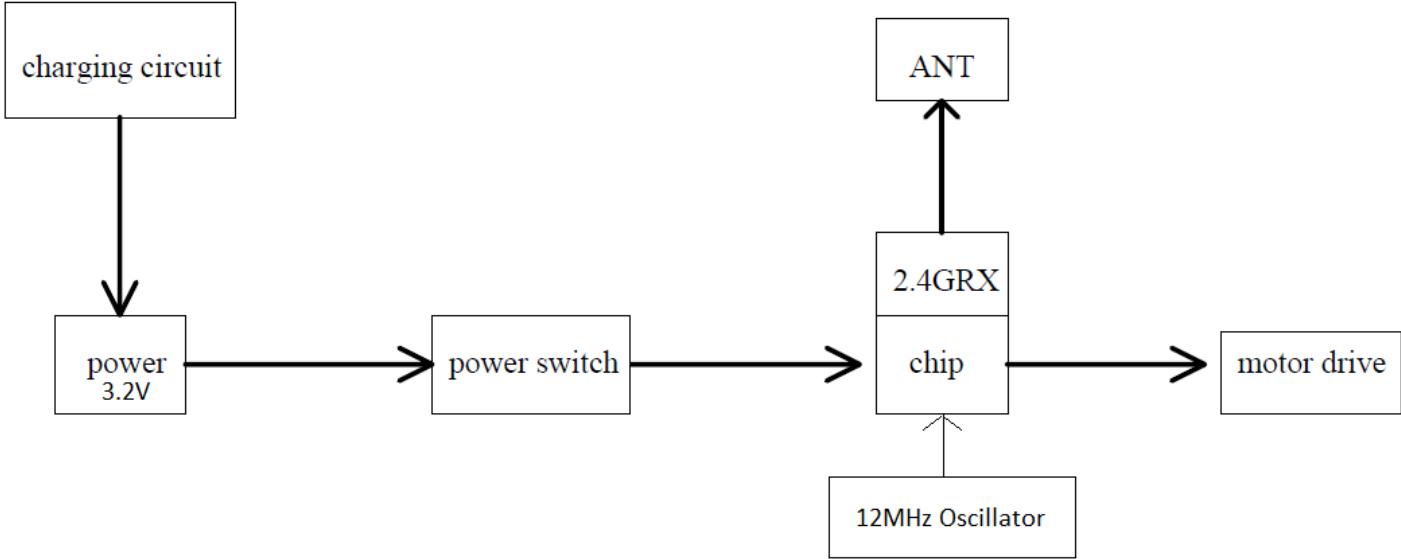 charging circuit
ANT
2.4GRX
power
3.2V
power switch
chip
motor drive
12MHz Oscillator